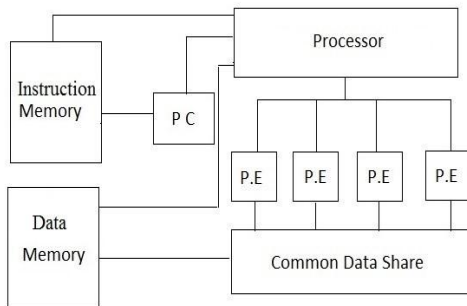 Processor
Instruction
Memory
P C
P.E
P.E
P.E
P.E
Data
Memory
Common Data Share